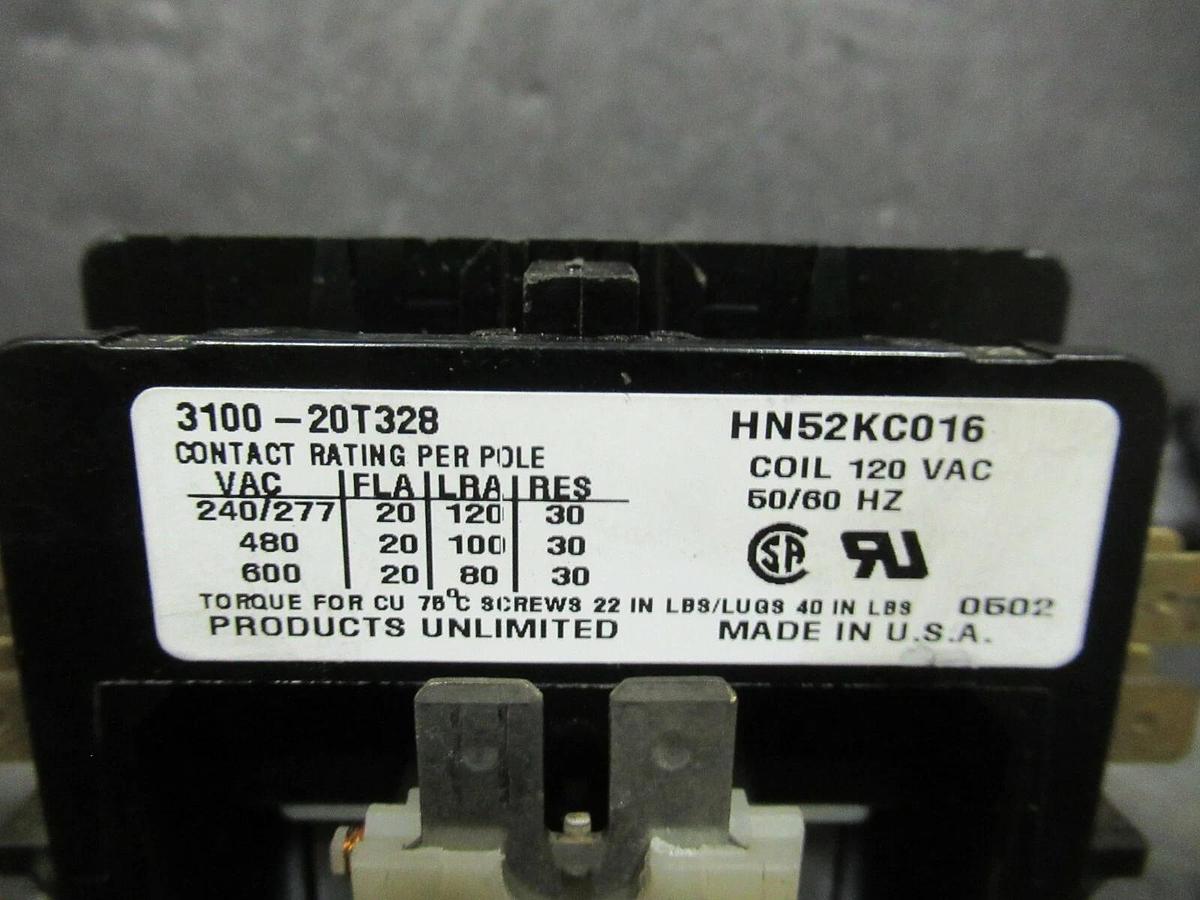 3100-20T328
HN52KC016
CONTACT RATING PER POLE
COIL 120 VAC
50/60 HZ
VAC FLA LRA RES
240/277 20 120 30
480 20 100 30
600 20 80 30
TORQUE FOR CU 75°C SCREWS 22 IN LBS/LUGS 40 IN LBS 0502
PRODUCTS UNLIMITED
MADE IN U.S.A.